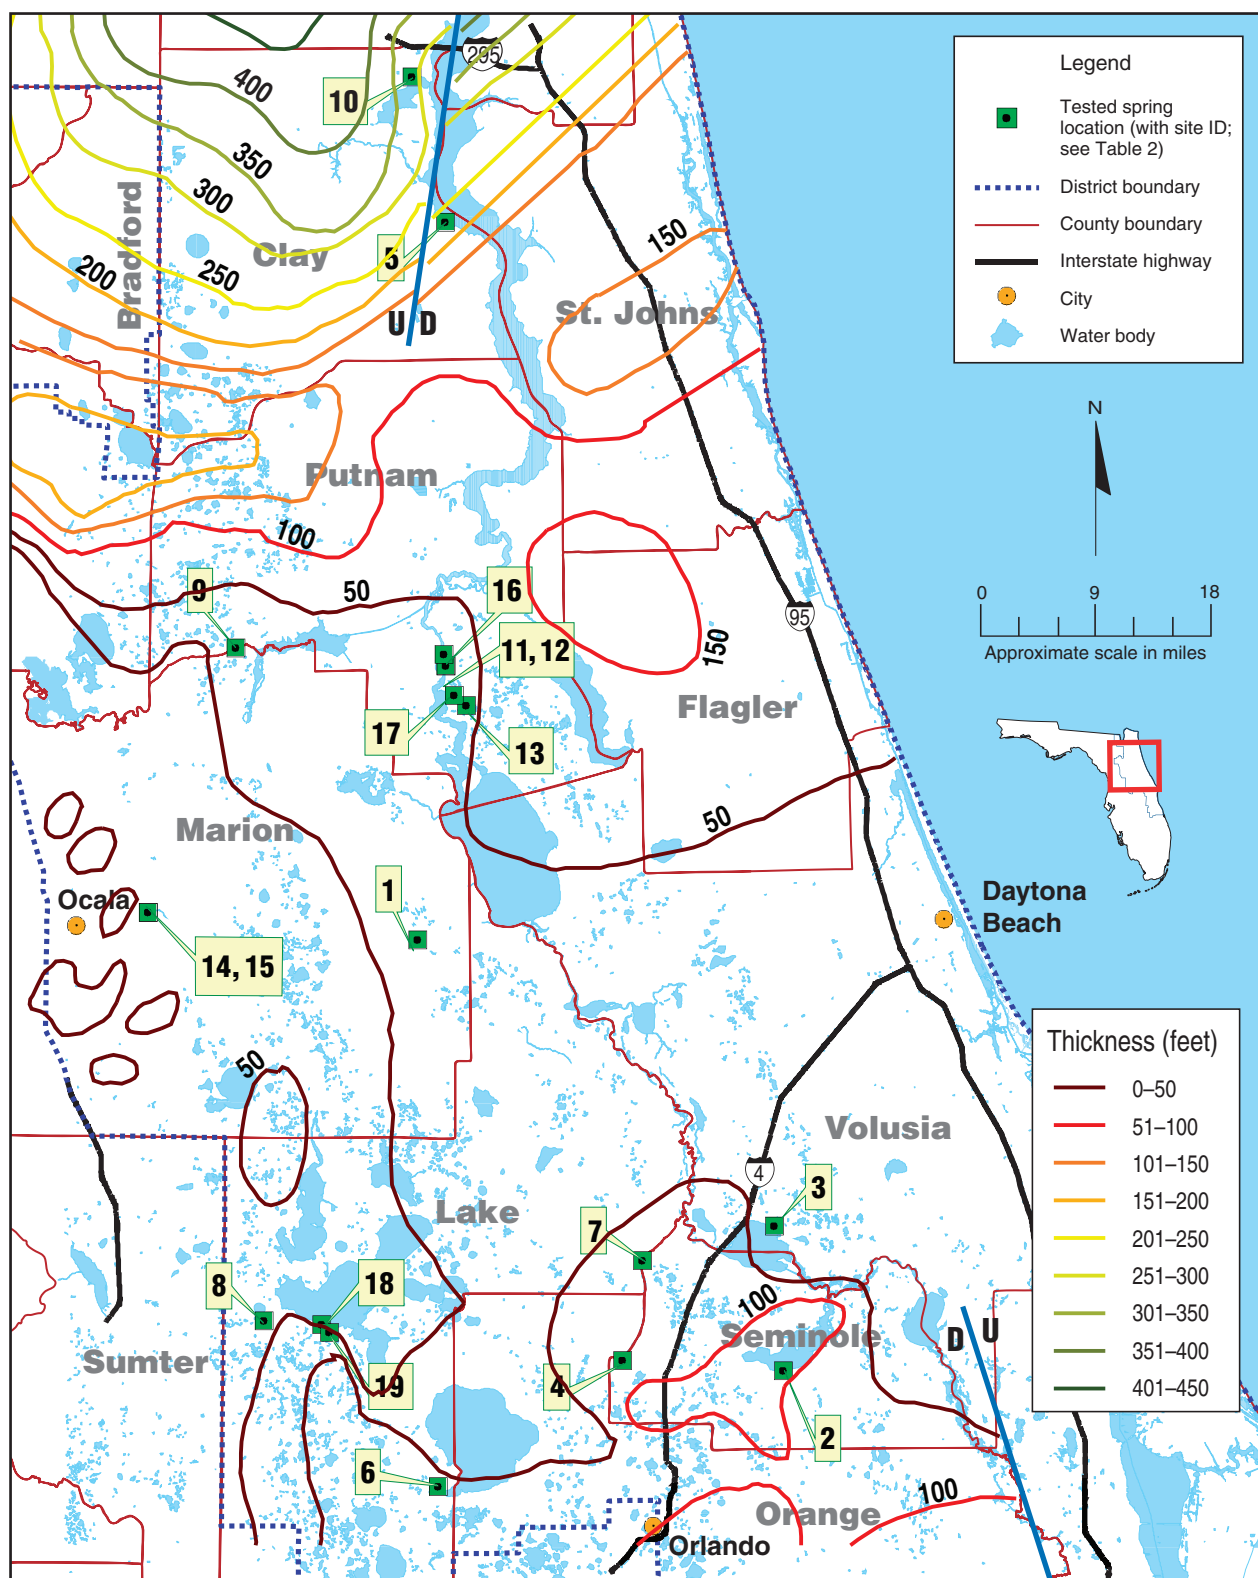 Legend
Tested spring
location (with site ID;
see Table 2)
District boundary
County boundary
Interstate highway
City
Water body
N
0 9 18
Approximate scale in miles
295
400
10
350
300
Bradford
Clay
250
200
5
U D
150
St. Johns
Putnam
100
50
9
16
11, 12
150
95
17
13
Flagler
50
Marion
Ocala
1
14, 15
Daytona
Beach
50
Volusia
4
3
Lake
7
8
18
100
Seminole
D U
Sumter
19
4
2
6
100
Orange
Orlando
Thickness (feet)
0–50
51–100
101–150
151–200
201–250
251–300
301–350
351–400
401–450